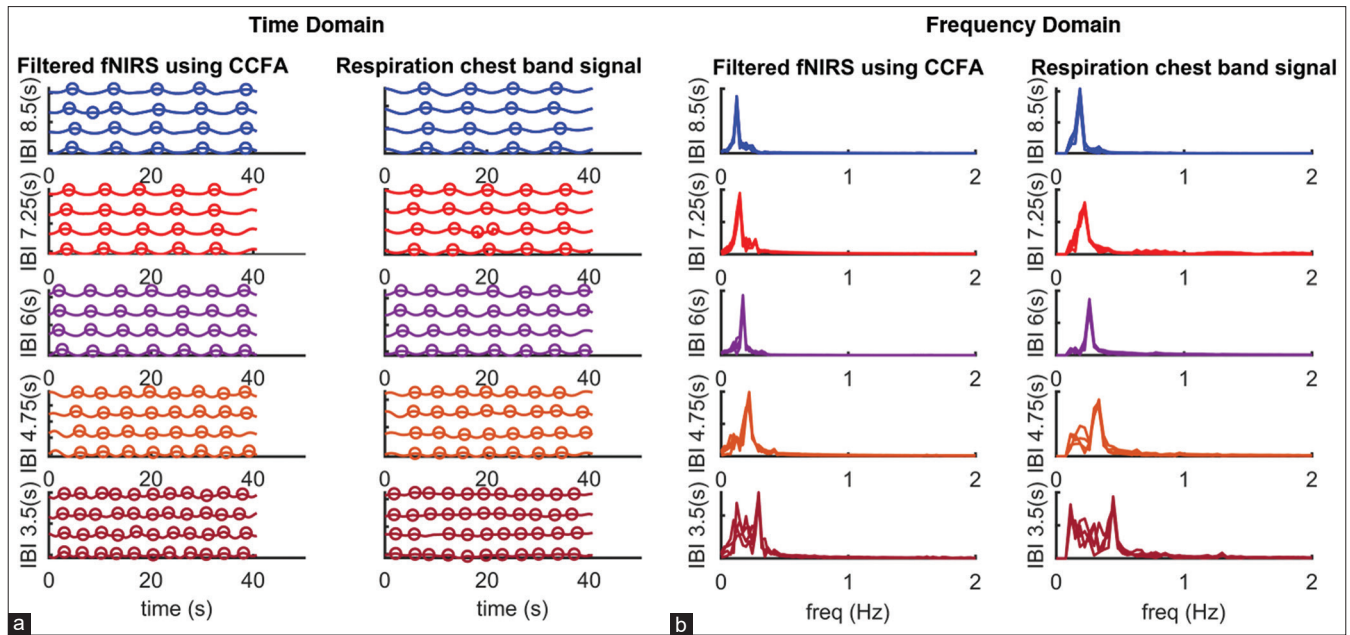 Time Domain
Frequency Domain
Filtered fNIRS using CCFA
Respiration chest band signal
Filtered fNIRS using CCFA
Respiration chest band signal
IBI 8.5(s)
IBI 8.5(s)
IBI 8.5(s)
IBI 8.5(s)
0 20 40
0 20 40
0 1 2
0 1 2
IBI 7.25(s)
IBI 7.25(s)
IBI 7.25(s)
IBI 7.25(s)
0 20 40
0 20 40
0 1 2
0 1 2
IBI 6(s)
IBI 6(s)
IBI 6(s)
IBI 6(s)
0 20 40
0 20 40
0 1 2
0 1 2
IBI 4.75(s)
IBI 4.75(s)
IBI 4.75(s)
IBI 4.75(s)
0 20 40
0 20 40
0 1 2
0 1 2
IBI 3.5(s)
IBI 3.5(s)
IBI 3.5(s)
IBI 3.5(s)
0 20 40
0 20 40
0 1 2
0 1 2
time (s)
time (s)
freq (Hz)
freq (Hz)
a
b